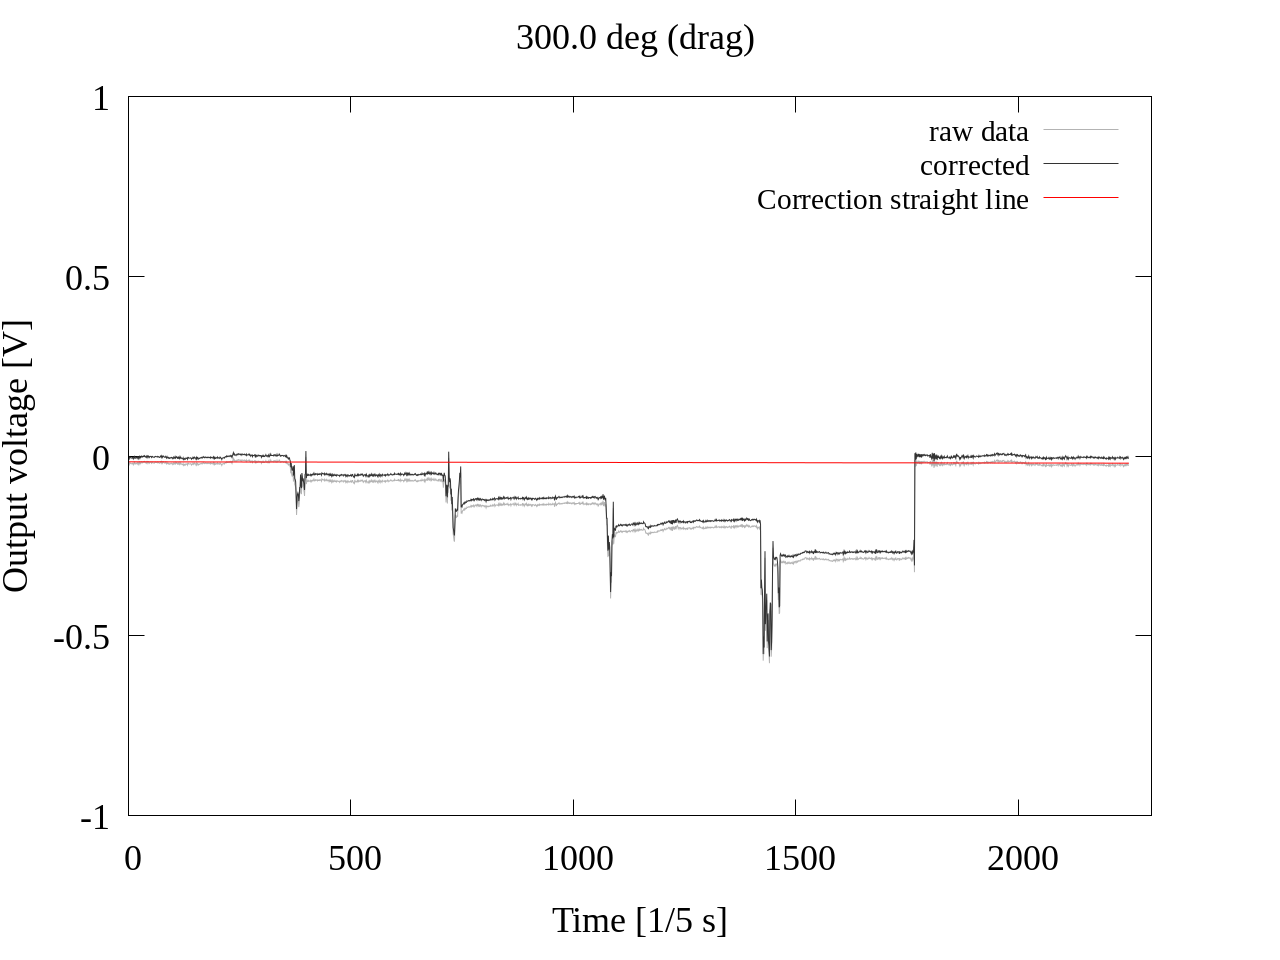 300.0 deg (drag)
1
0.5
0
-0.5
-1
Output voltage [V]
raw data
corrected
Correction straight line
0 500 1000 1500 2000
Time [1/5 s]